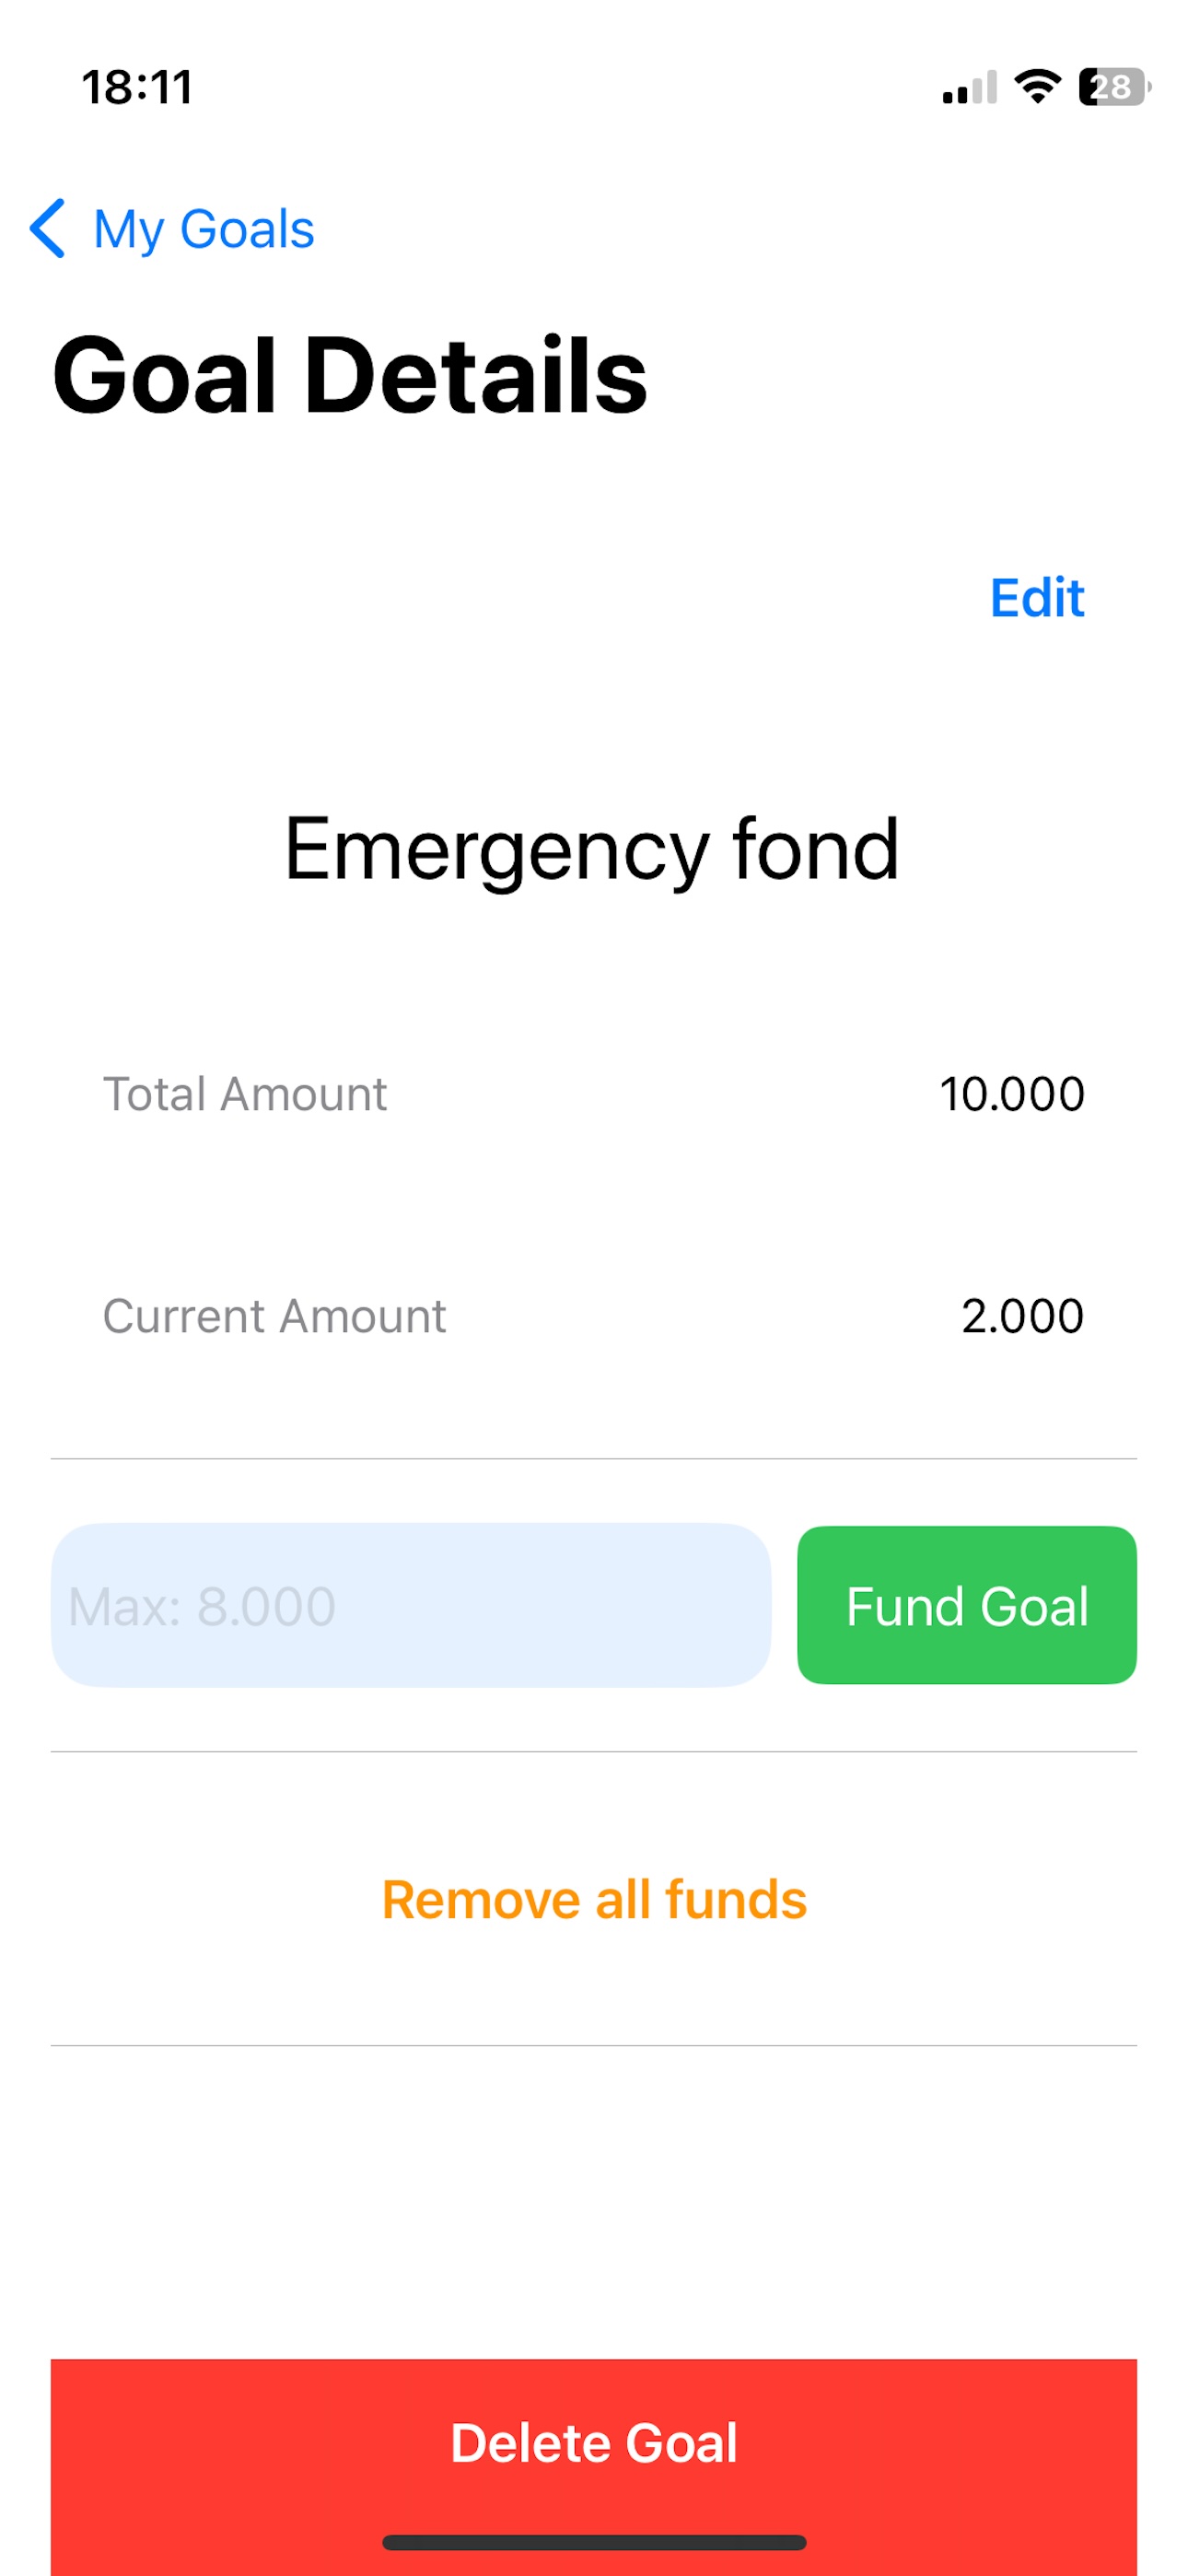 18:11
28
My Goals
Goal Details
Edit
Emergency fond
Total Amount 10.000
Current Amount 2.000
Max: 8.000 Fund Goal
Remove all funds
Delete Goal